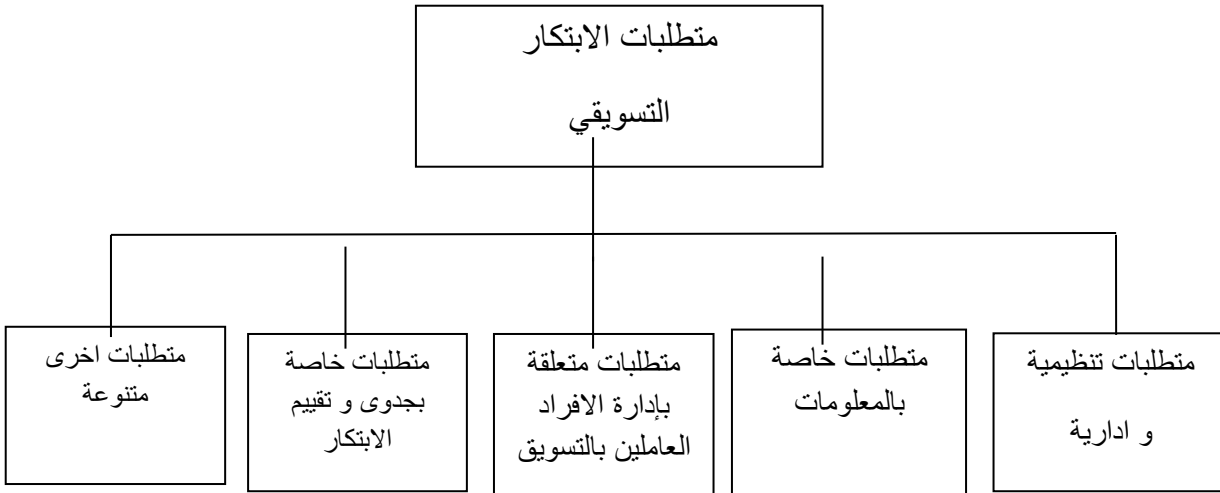 متطلبات الابتكار
التسويقي
متطلبات تنظيمية
و ادارية
متطلبات خاصة
بالمعلومات
متطلبات متعلقة
بإدارة الافراد
العاملين بالتسويق
متطلبات خاصة
بجدوى و تقييم
الابتكار
متطلبات اخرى
متنوعة